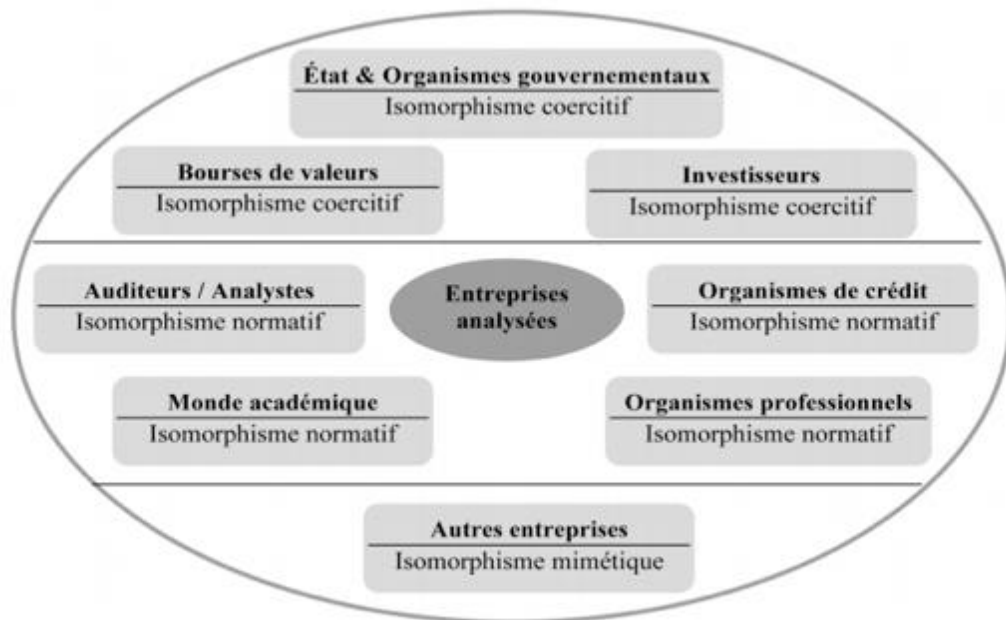 État & Organismes gouvernementaux
Isomorphisme coercitif
Bourses de valeurs
Isomorphisme coercitif
Investisseurs
Isomorphisme coercitif
Auditeurs / Analystes
Isomorphisme normatif
Entreprises
analysées
Organismes de crédit
Isomorphisme normatif
Monde académique
Isomorphisme normatif
Organismes professionnels
Isomorphisme normatif
Autres entreprises
Isomorphisme mimétique